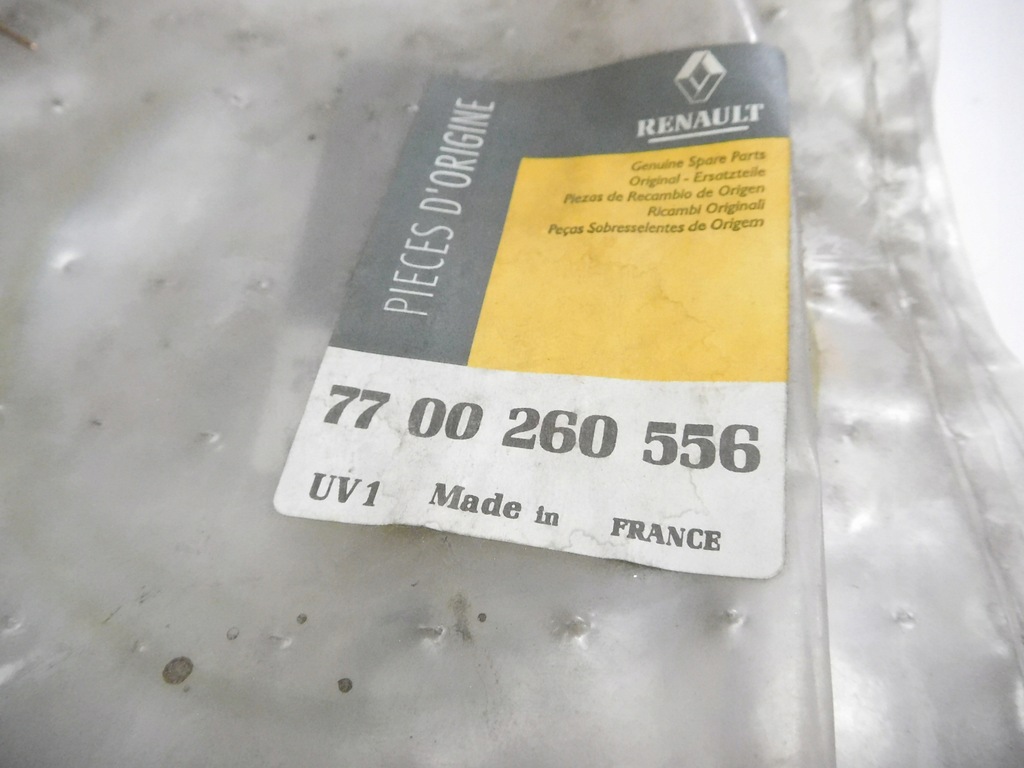 RENAULT
PIECES D'ORIGINE
Genuine Spare Parts
Original - Ersatzteile
Piezas de Recambio de Origen
Ricambi Originali
Peças Sobresselentes de Origem
77 00 260 556
UV1 Made in FRANCE